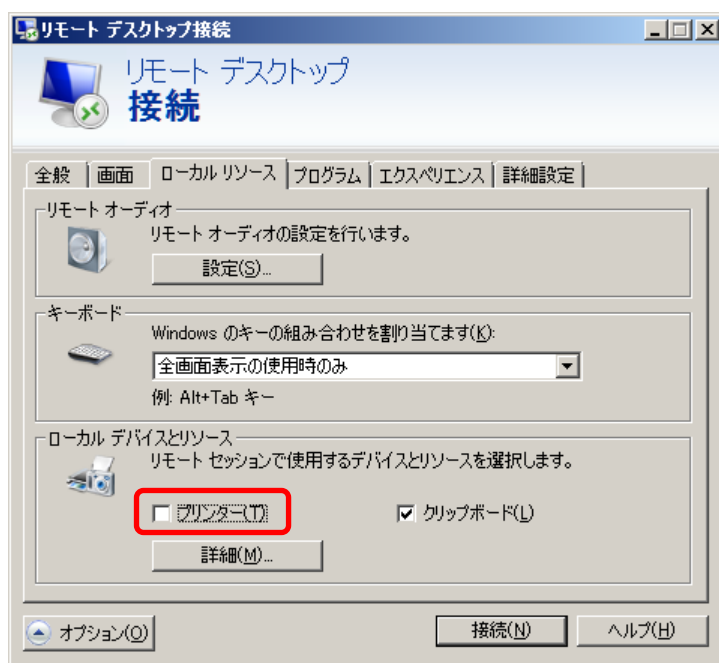 リモート デスクトップ接続
リモート デスクトップ
接続
全般 画面 ローカル リソース プログラム エクスペリエンス 詳細設定
リモート オーディオ
リモート オーディオの設定を行います。
設定(S)...
キーボード
Windows のキーの組み合わせを割り当てます(K):
全画面表示の使用時のみ
例: Alt+Tab キー
ローカル デバイスとリソース
リモート セッションで使用するデバイスとリソースを選択します。
プリンター(T) クリップボード(L)
詳細(M)...
オプション(O) 接続(N) ヘルプ(H)